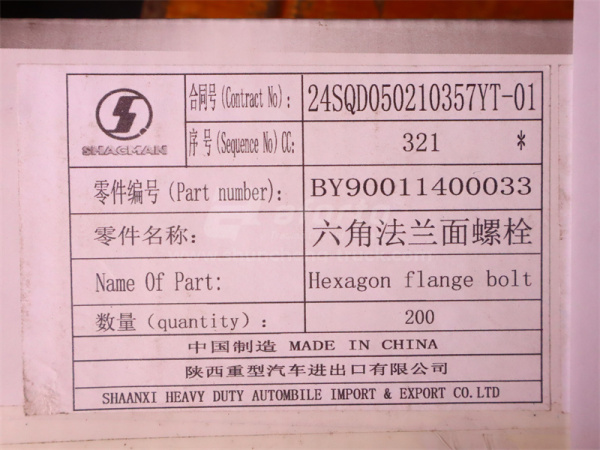 SHACMAN
合同号(Contract No): 24SQD050210357YT-01
序号(Sequence No)CC: 321 *
零件编号(Part number): BY90011400033
零件名称: 六角法兰面螺栓
Name Of Part: Hexagon flange bolt
数量(quantity): 200
中国制造 MADE IN CHINA
陕西重型汽车进出口有限公司
SHAANXI HEAVY DUTY AUTOMBILE IMPORT & EXPORT CO.LTD